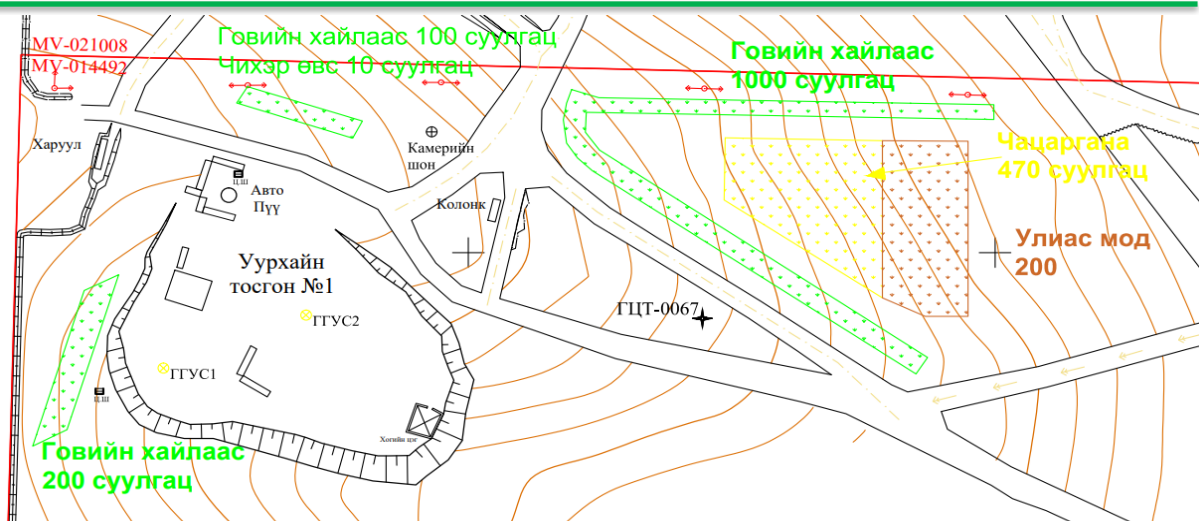 MV-021008
MV-014492
Говийн хайлаас 100 суулгац
Чихэр өвс 10 суулгац
Говийн хайлаас
1000 суулгац
Чацаргана
470 суулгац
Улиас мод
200
Харуул
Ц.Ш
Авто
Пүү
Камерийн
шон
Колонк
Уурхайн
тосгон №1
ГГУС2
ГЦТ-0067
ГГУС1
Ц.Ш
Хогийн цэг
Говийн хайлаас
200 суулгац